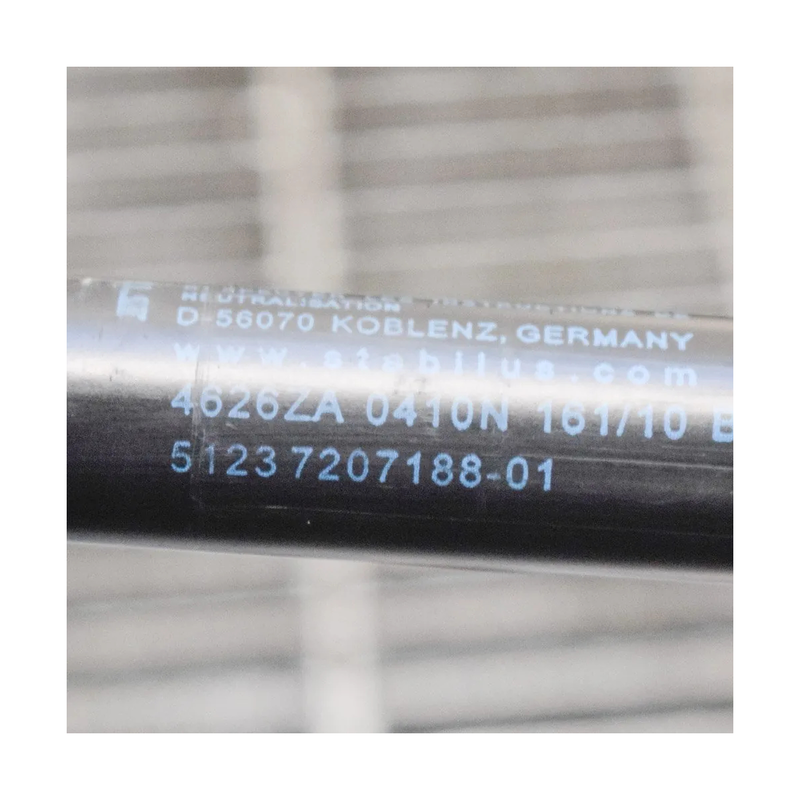 NEUTRALISATION
D-56070 KOBLENZ, GERMANY
www.stabilus.com
4626ZA 0410N 161/10 B
51237207188-01